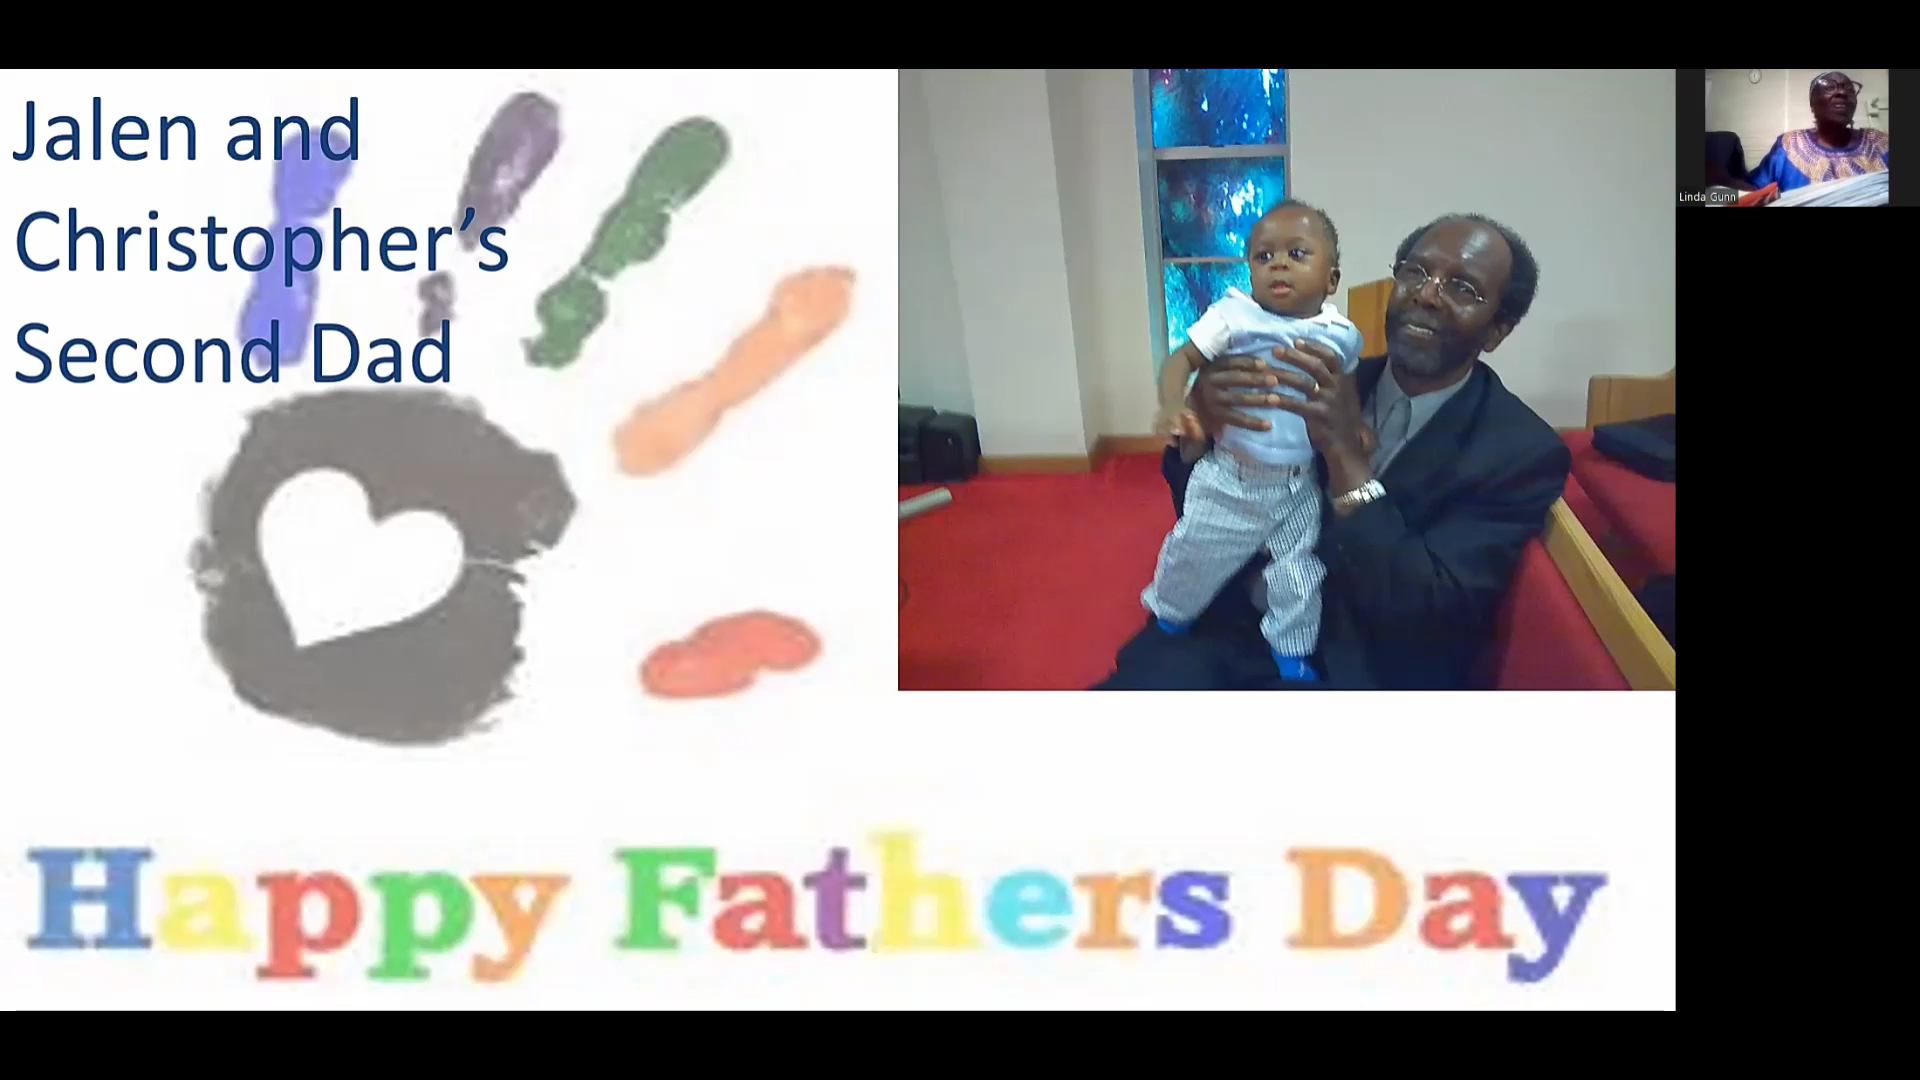 Jalen and
Christopher’s
Second Dad
Happy Fathers Day
Linda Gunn